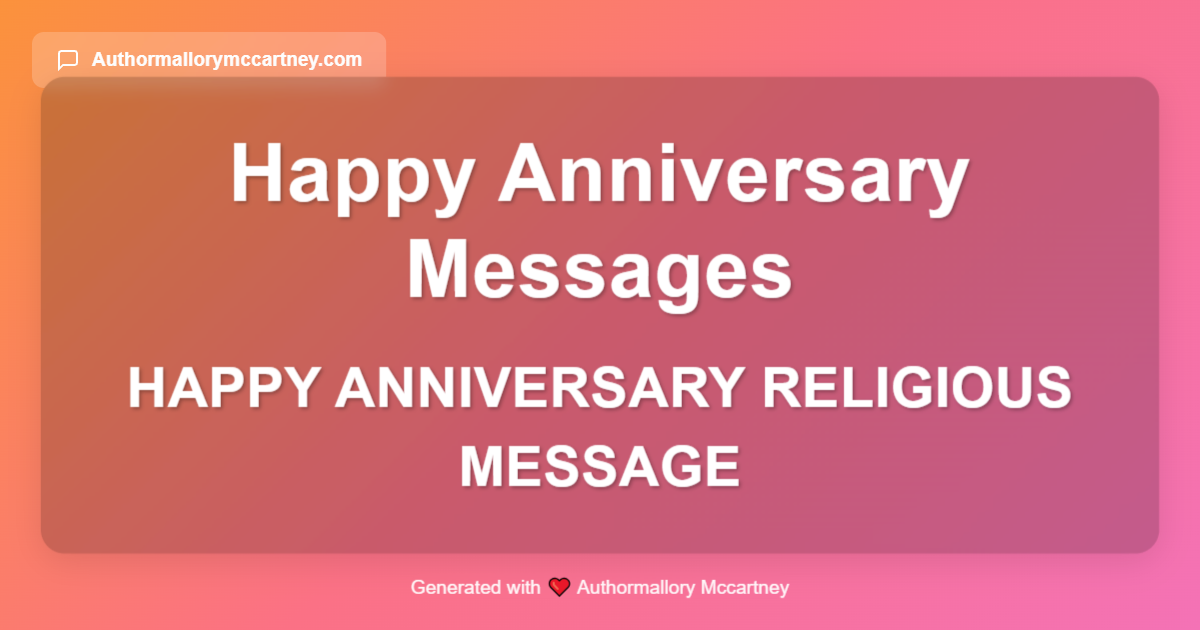 Authormallorymccartney.com
Happy Anniversary
Messages
HAPPY ANNIVERSARY RELIGIOUS
MESSAGE
Generated with ❤️ Authormallory Mccartney